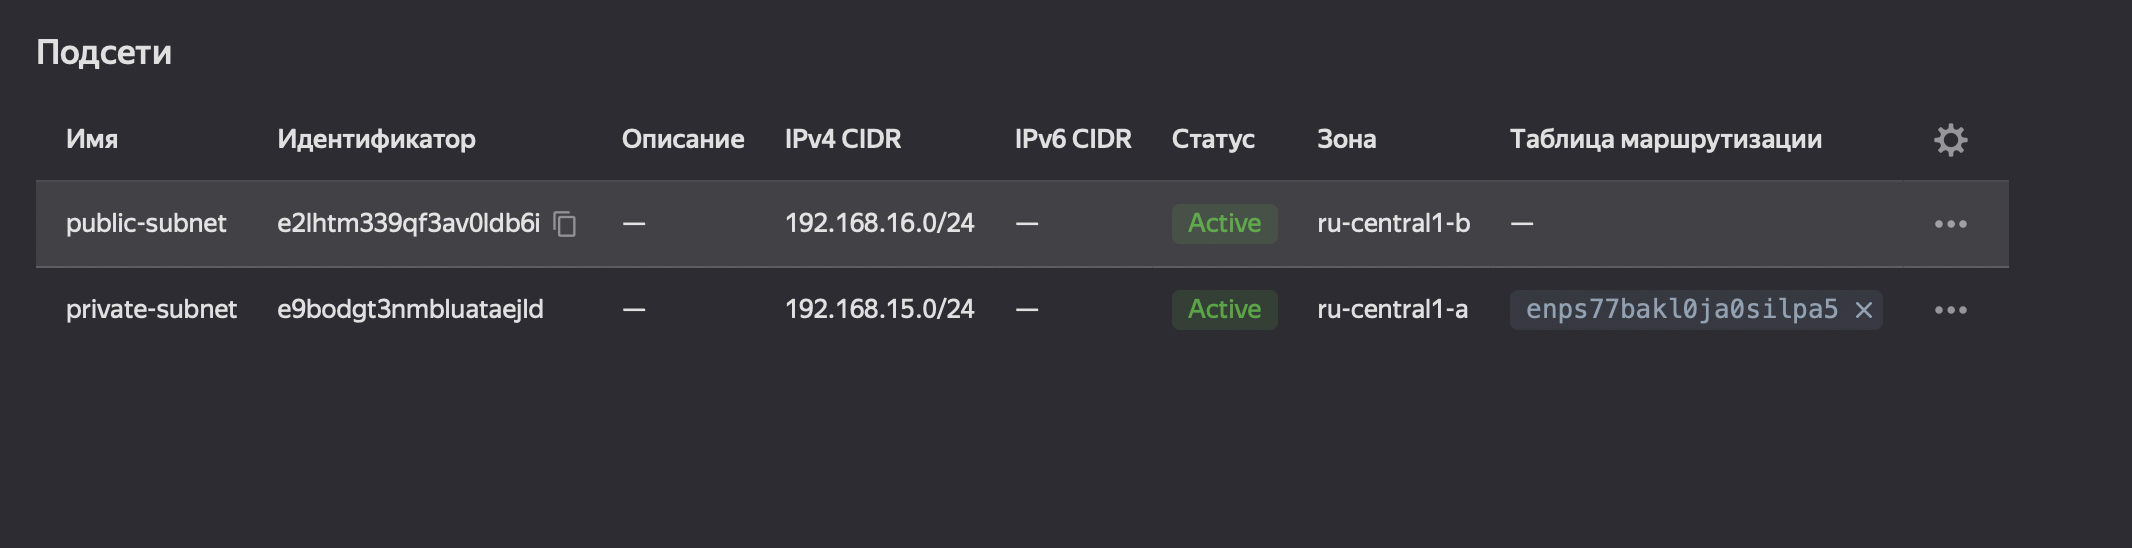 Подсети
Имя Идентификатор Описание IPv4 CIDR IPv6 CIDR Статус Зона Таблица маршрутизации
public-subnet e2lhtm339qf3av0ldb6i — 192.168.16.0/24 — Active ru-central1-b —
private-subnet e9bodgt3nmbluataejld — 192.168.15.0/24 — Active ru-central1-a enps77bakl0ja0silpa5